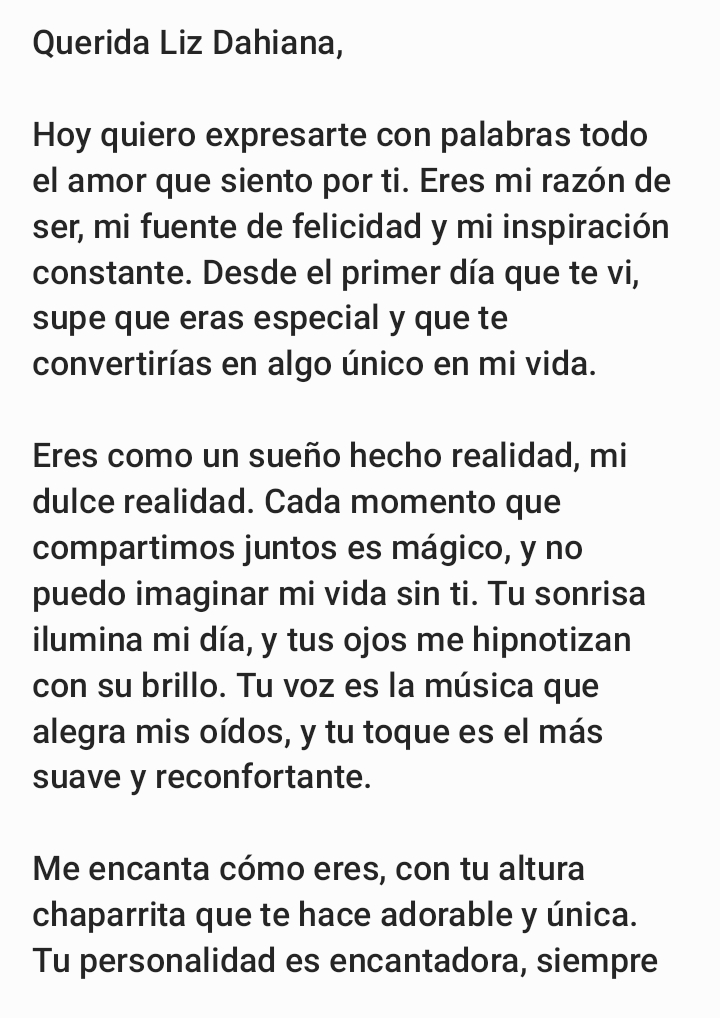 Querida Liz Dahiana,
Hoy quiero expresarte con palabras todo
el amor que siento por ti. Eres mi razón de
ser, mi fuente de felicidad y mi inspiración
constante. Desde el primer día que te vi,
supe que eras especial y que te
convertirías en algo único en mi vida.
Eres como un sueño hecho realidad, mi
dulce realidad. Cada momento que
compartimos juntos es mágico, y no
puedo imaginar mi vida sin ti. Tu sonrisa
ilumina mi día, y tus ojos me hipnotizan
con su brillo. Tu voz es la música que
alegra mis oídos, y tu toque es el más
suave y reconfortante.
Me encanta cómo eres, con tu altura
chaparrita que te hace adorable y única.
Tu personalidad es encantadora, siempre